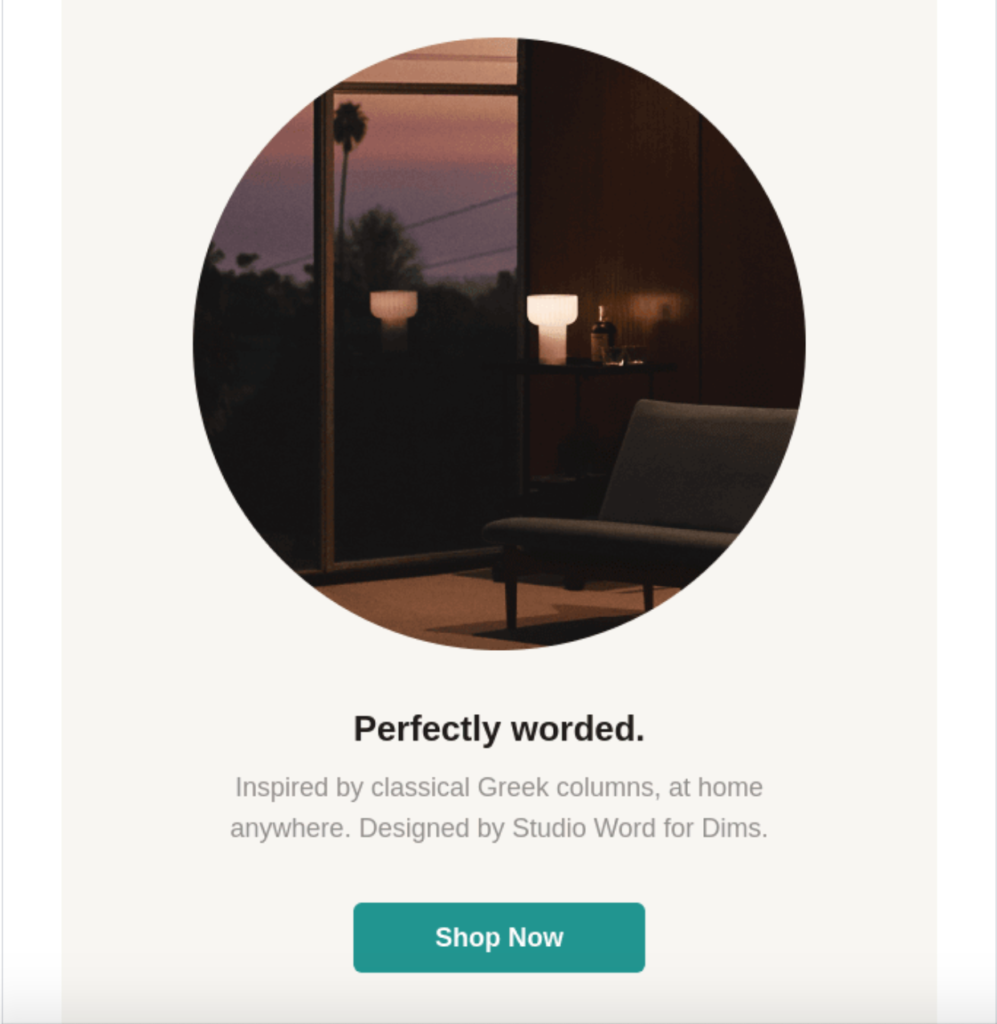 Perfectly worded.
Inspired by classical Greek columns, at home
anywhere. Designed by Studio Word for Dims.
Shop Now